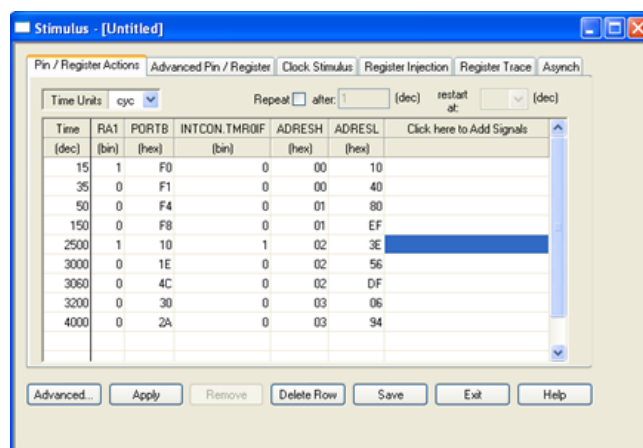 Stimulus - [Untitled]
Pin / Register Actions Advanced Pin / Register Clock Stimulus Register Injection Register Trace Asynch
Time Units cyc Repeat after: 1 (dec) restart at: (dec)
Time RA1 PORTB INTCON.TMR0IF ADRESH ADRESL Click here to Add Signals
(dec) (bin) (hex) (bin) (hex) (hex)
15 1 F0 0 00 10
35 0 F1 0 00 40
50 0 F4 0 01 80
150 0 F8 0 01 EF
2500 1 10 1 02 3E
3000 0 1E 0 02 56
3060 0 4C 0 02 DF
3200 0 30 0 03 06
4000 0 2A 0 03 94
Advanced... Apply Remove Delete Row Save Exit Help